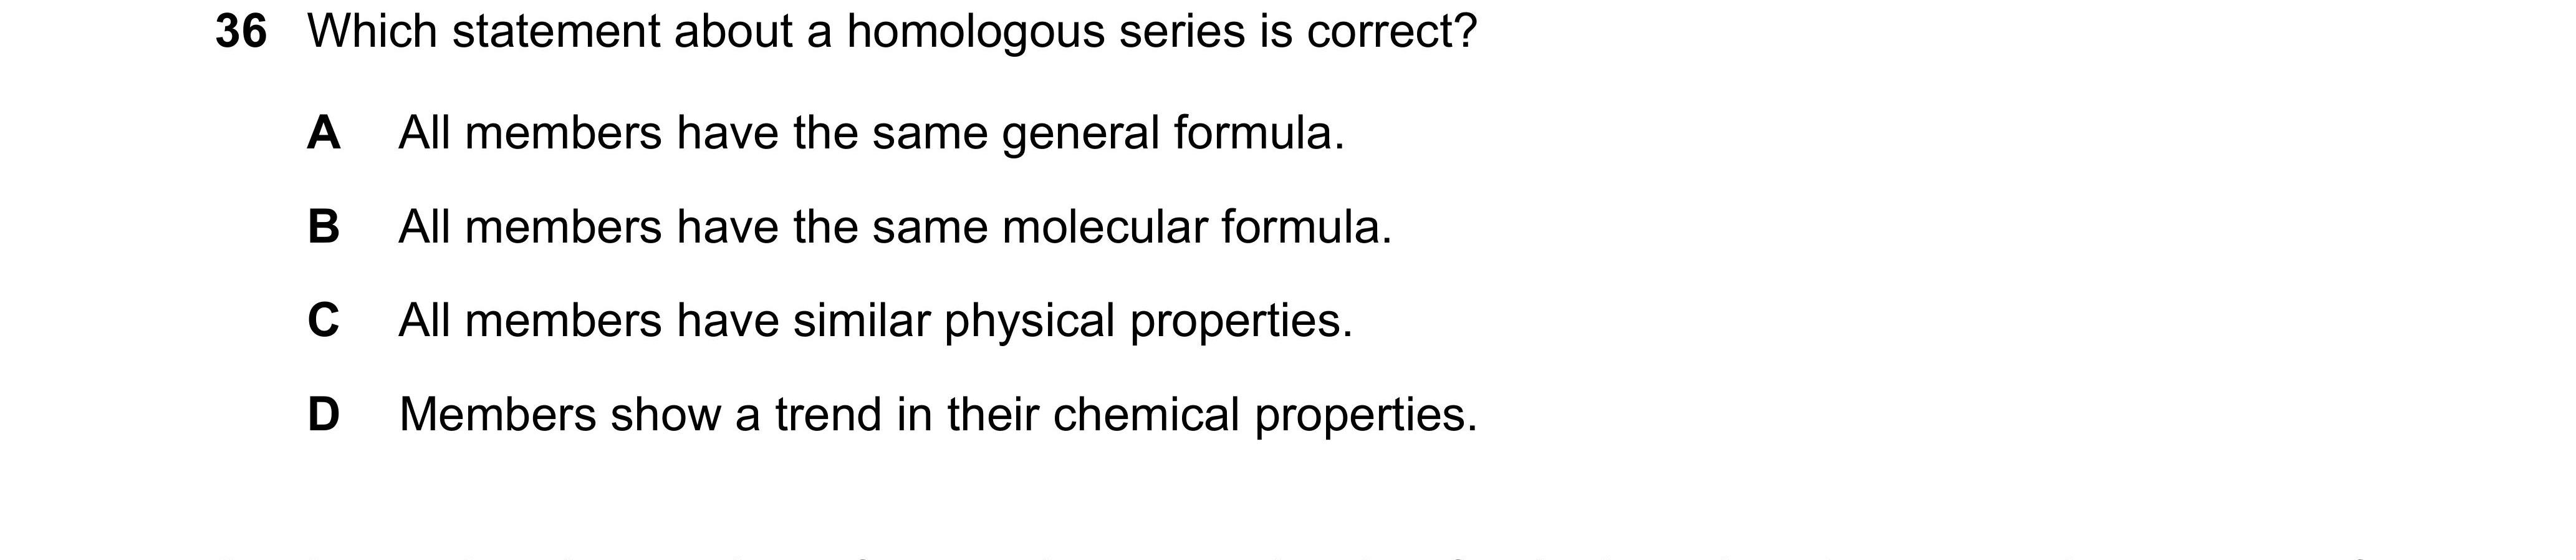 36 Which statement about a homologous series is correct?
A All members have the same general formula.
B All members have the same molecular formula.
C All members have similar physical properties.
D Members show a trend in their chemical properties.